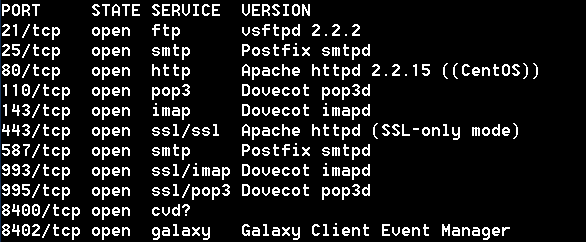 PORT STATE SERVICE VERSION
21/tcp open ftp vsftpd 2.2.2
25/tcp open smtp Postfix smtpd
80/tcp open http Apache httpd 2.2.15 ((CentOS))
110/tcp open pop3 Dovecot pop3d
143/tcp open imap Dovecot imapd
443/tcp open ssl/ssl Apache httpd (SSL-only mode)
587/tcp open smtp Postfix smtpd
993/tcp open ssl/imap Dovecot imapd
995/tcp open ssl/pop3 Dovecot pop3d
8400/tcp open cvd?
8402/tcp open galaxy Galaxy Client Event Manager